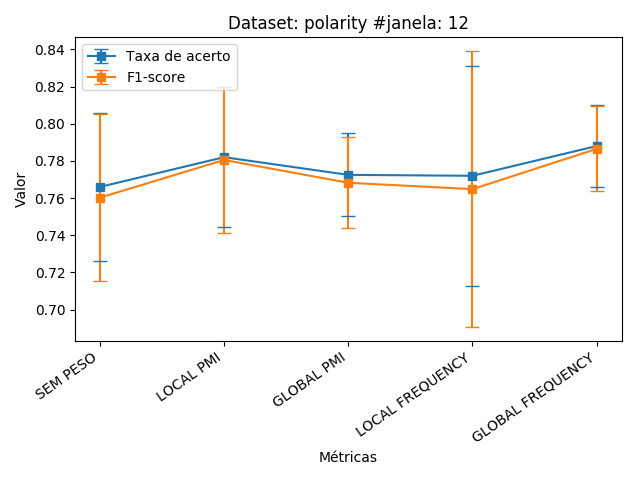 Dataset: polarity #janela: 12
Taxa de acerto
F1-score
Valor
0.84
0.82
0.80
0.78
0.76
0.74
0.72
0.70
SEM PESO
LOCAL PMI
GLOBAL PMI
LOCAL FREQUENCY
GLOBAL FREQUENCY
Métricas